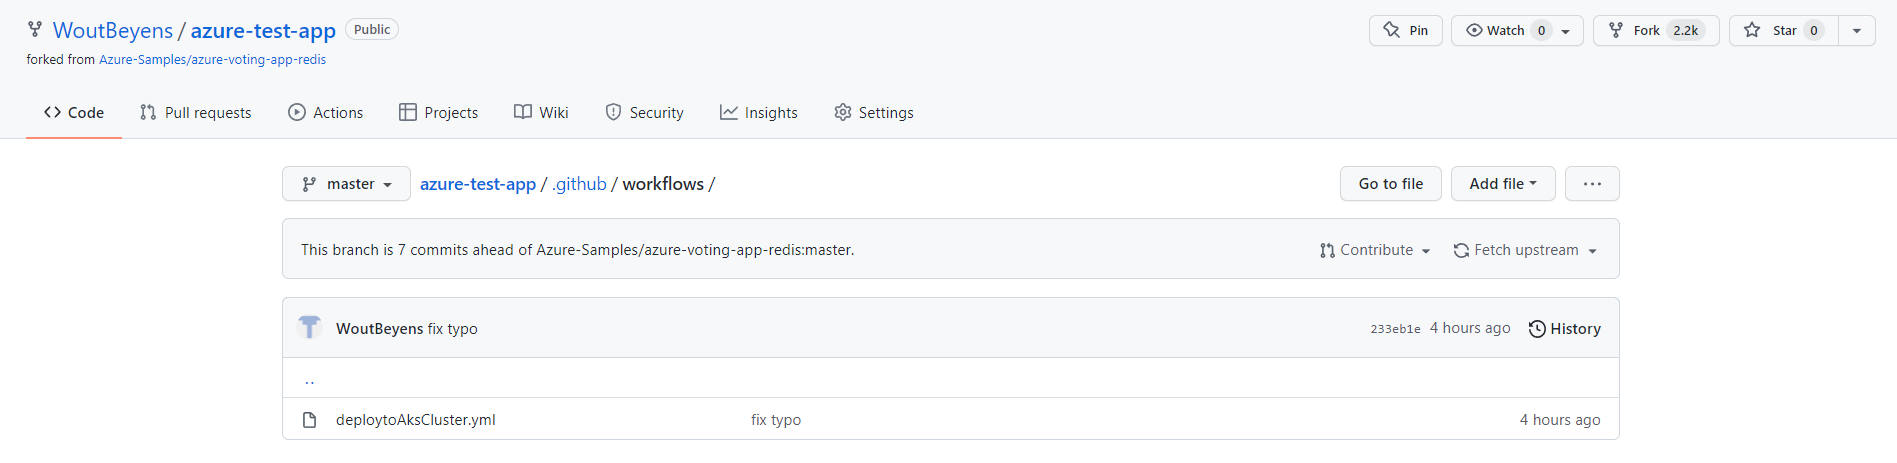 WoutBeyens / azure-test-app Public Pin Watch 0 Fork 2.2k Star 0
forked from Azure-Samples/azure-voting-app-redis
Code Pull requests Actions Projects Wiki Security Insights Settings
master azure-test-app / .github / workflows / Go to file Add file ...
This branch is 7 commits ahead of Azure-Samples/azure-voting-app-redis:master. Contribute Fetch upstream
WoutBeyens fix typo 233eb1e 4 hours ago History
..
deploytoAksCluster.yml fix typo 4 hours ago